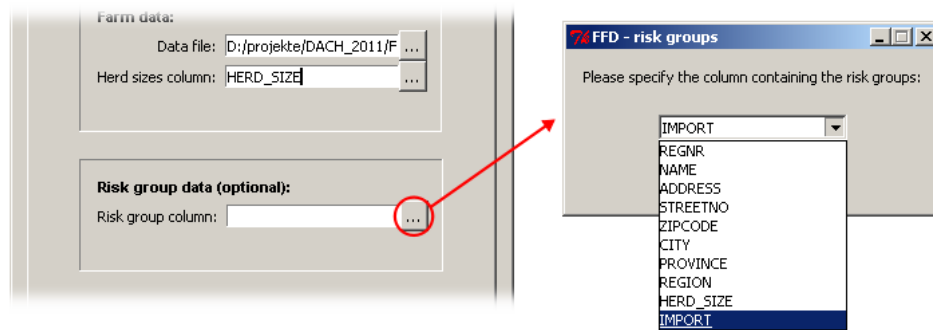 Farm data:
Data file: D:/projekte/DACH_2011/F ...
Herd sizes column: HERD_SIZE ...
Risk group data (optional):
Risk group column: ...
FFD - risk groups
Please specify the column containing the risk groups:
IMPORT
REGNR
NAME
ADDRESS
STREETNO
ZIPCODE
CITY
PROVINCE
REGION
HERD_SIZE
IMPORT